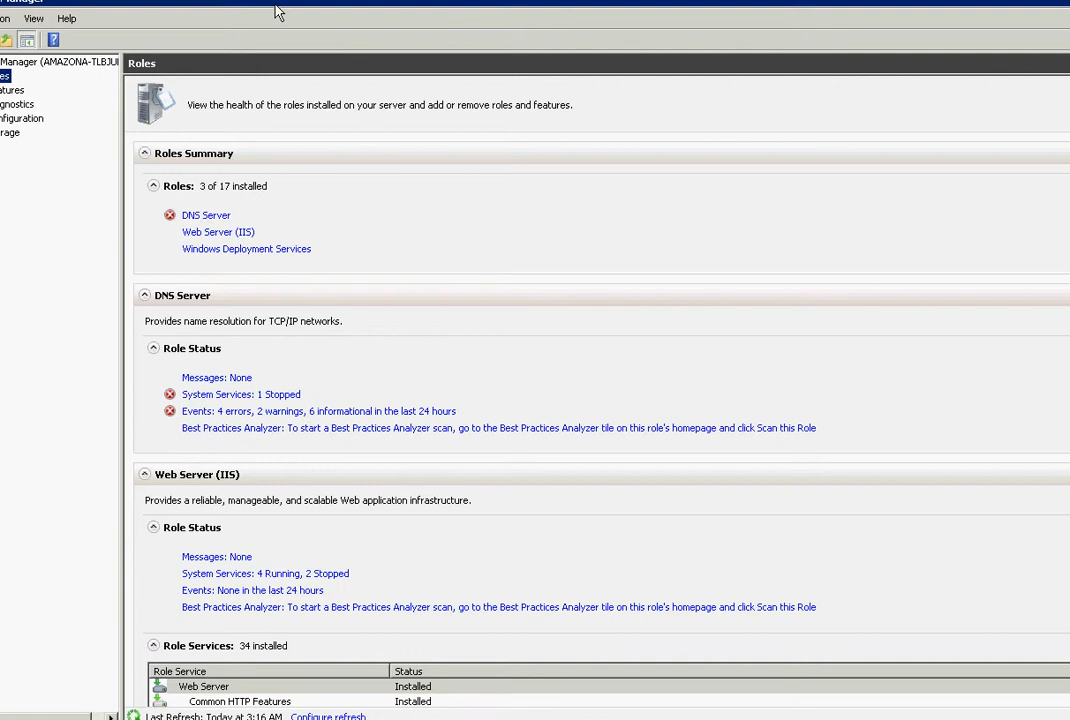 on View Help
Manager (AMAZONA-TLBJU
es
atures
gnostics
nfiguration
rage
Roles
View the health of the roles installed on your server and add or remove roles and features.
Roles Summary
Roles: 3 of 17 installed
DNS Server
Web Server (IIS)
Windows Deployment Services
DNS Server
Provides name resolution for TCP/IP networks.
Role Status
Messages: None
System Services: 1 Stopped
Events: 4 errors, 2 warnings, 6 informational in the last 24 hours
Best Practices Analyzer: To start a Best Practices Analyzer scan, go to the Best Practices Analyzer tile on this role's homepage and click Scan this Role
Web Server (IIS)
Provides a reliable, manageable, and scalable Web application infrastructure.
Role Status
Messages: None
System Services: 4 Running, 2 Stopped
Events: None in the last 24 hours
Best Practices Analyzer: To start a Best Practices Analyzer scan, go to the Best Practices Analyzer tile on this role's homepage and click Scan this Role
Role Services: 34 installed
Role Service Status
Web Server Installed
Common HTTP Features Installed
Last Refresh: Today at 3:16 AM Configure refresh